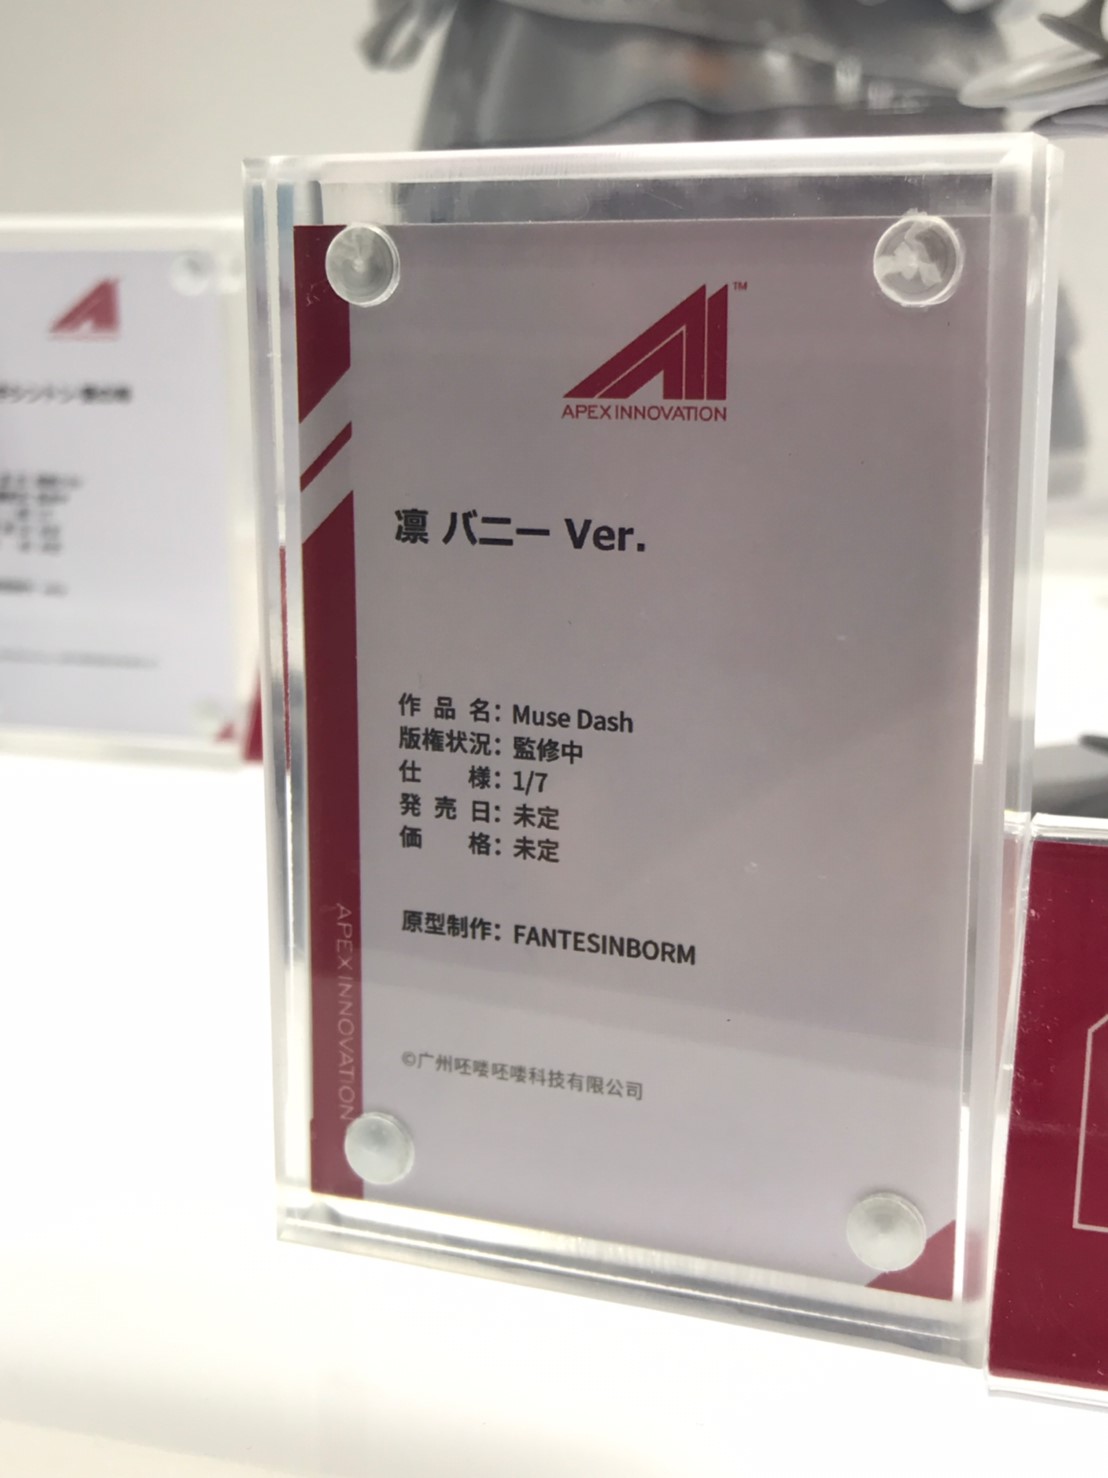 APEX INNOVATION
TM
凛 バニー Ver.
作品名：Muse Dash
版権状況：監修中
仕様：1/7
発売日：未定
価格：未定
原型制作：FANTESINBORM
©广州呸喽呸喽科技有限公司
APEX INNOVATION